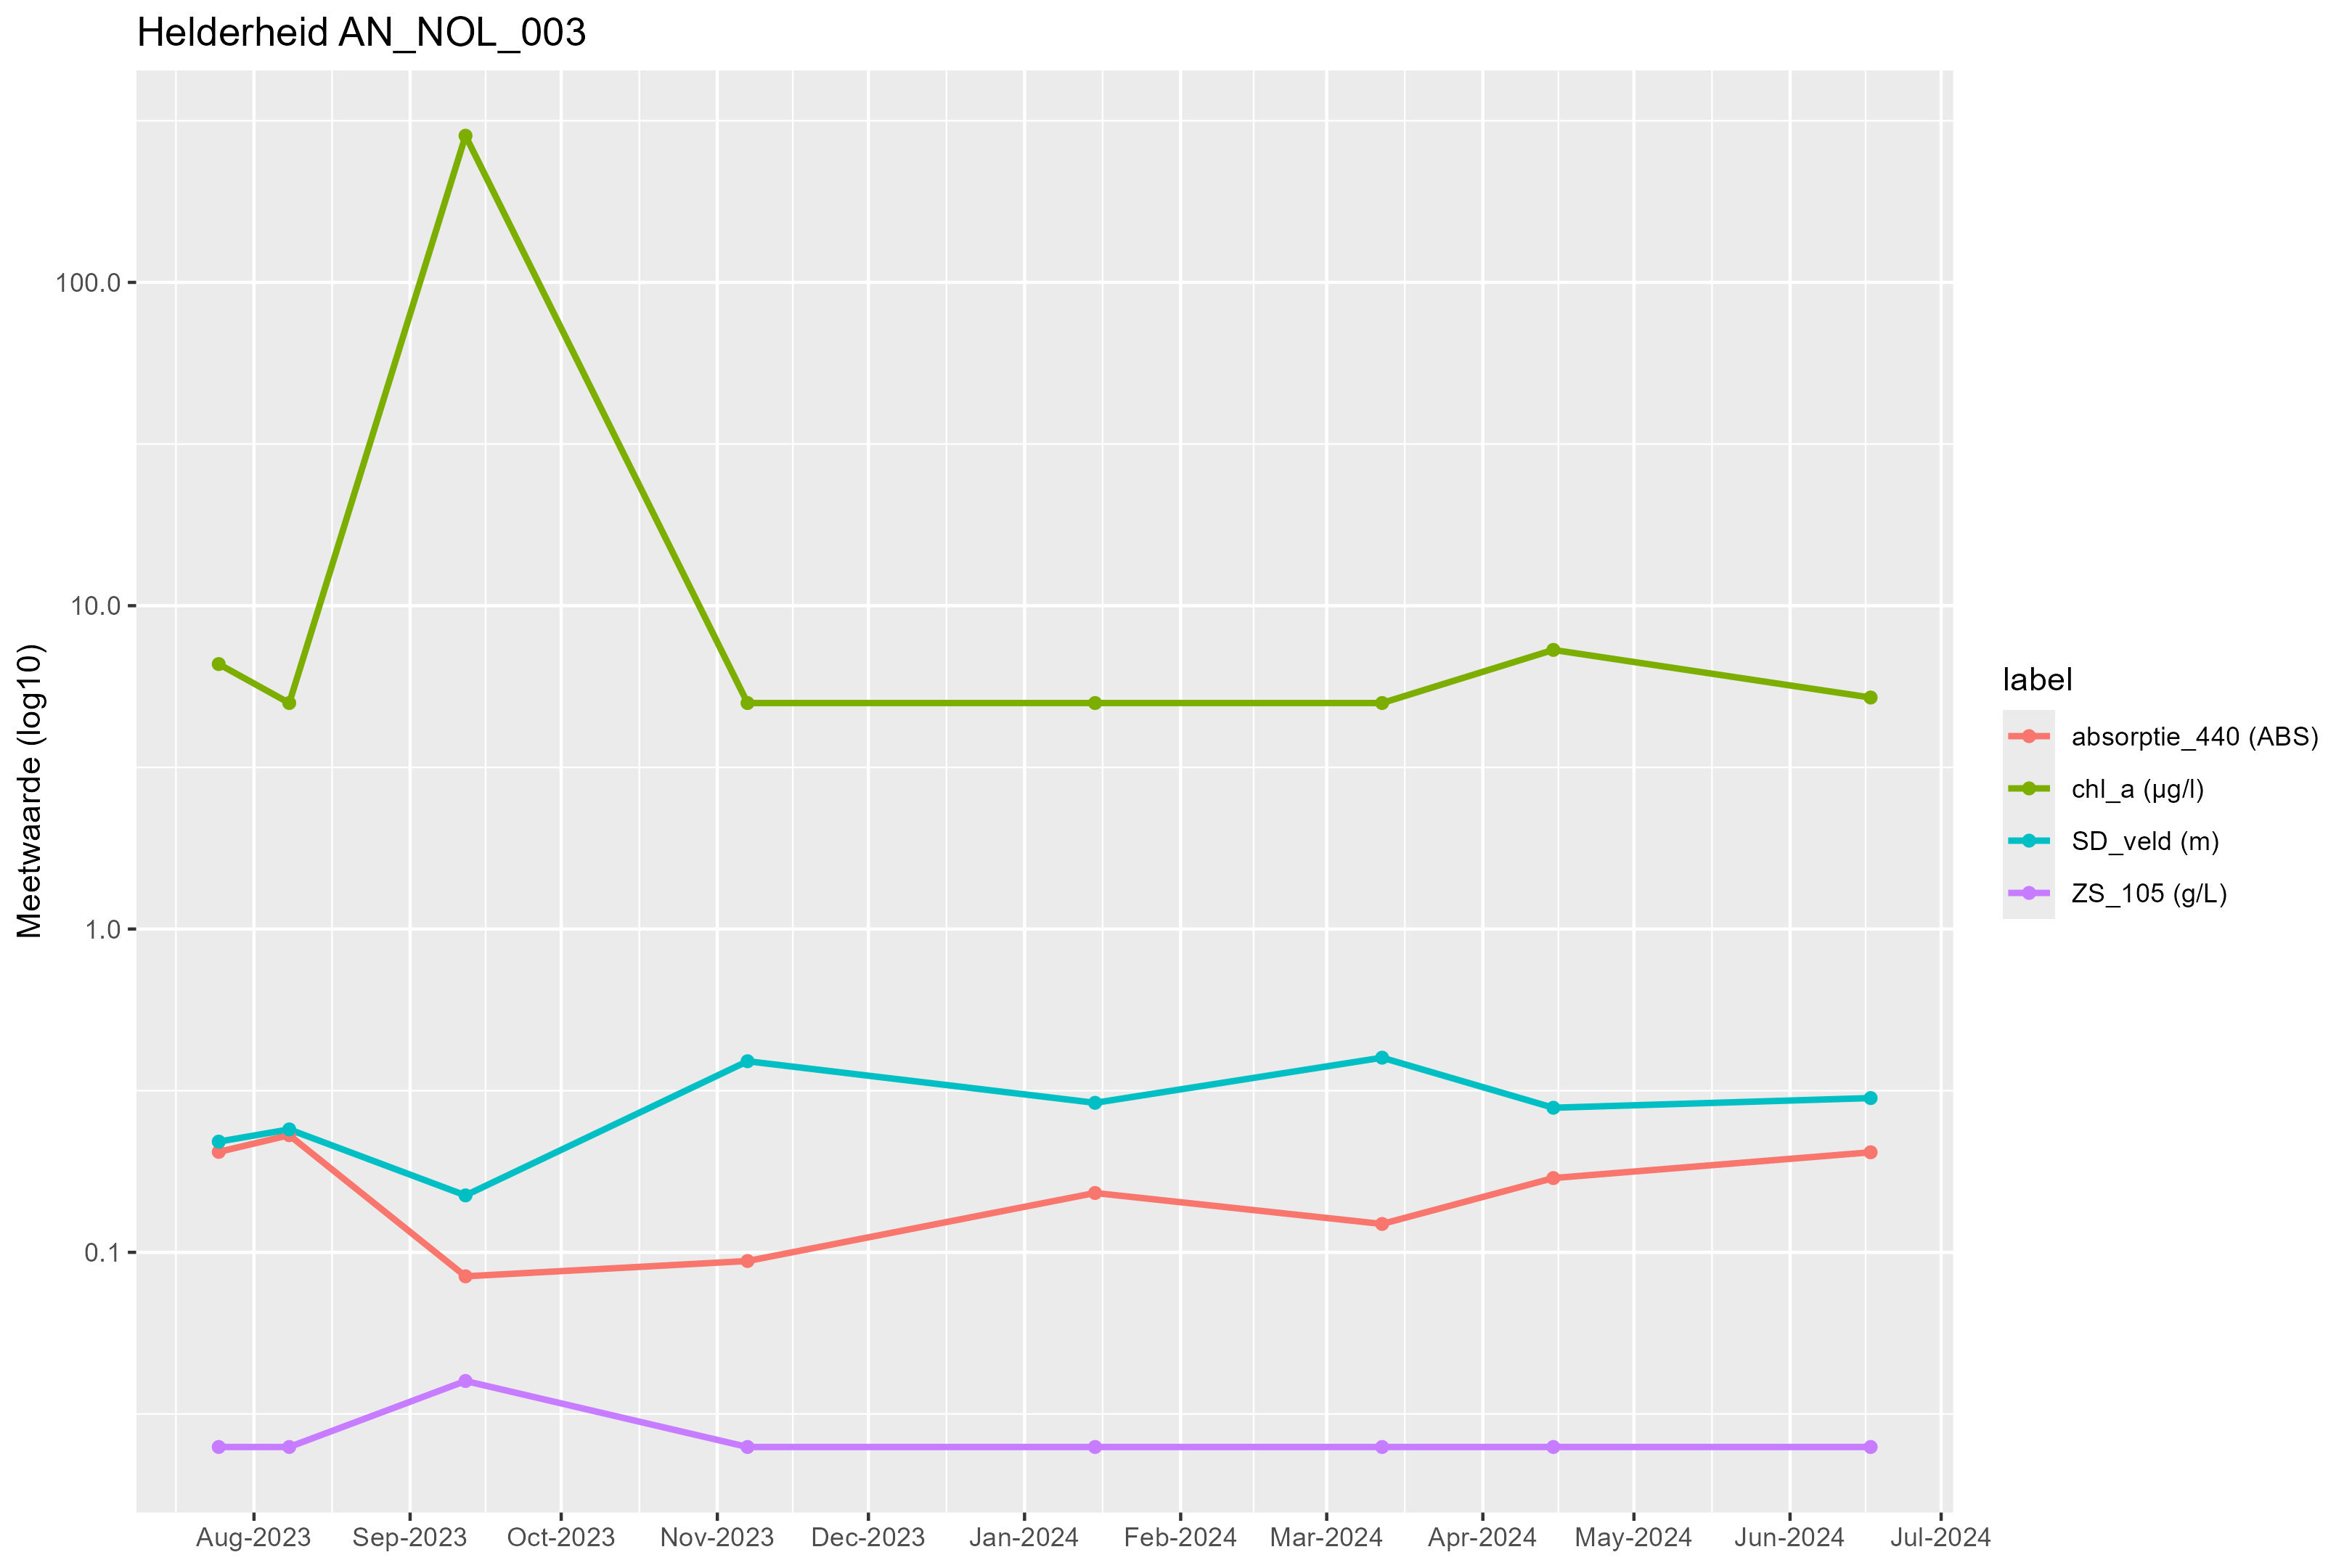 Helderheid AN_NOL_003
Meetwaarde (log10)
100.0
10.0
1.0
0.1
Aug-2023 Sep-2023 Oct-2023 Nov-2023 Dec-2023 Jan-2024 Feb-2024 Mar-2024 Apr-2024 May-2024 Jun-2024 Jul-2024
label
absorptie_440 (ABS)
chl_a (µg/l)
SD_veld (m)
ZS_105 (g/L)